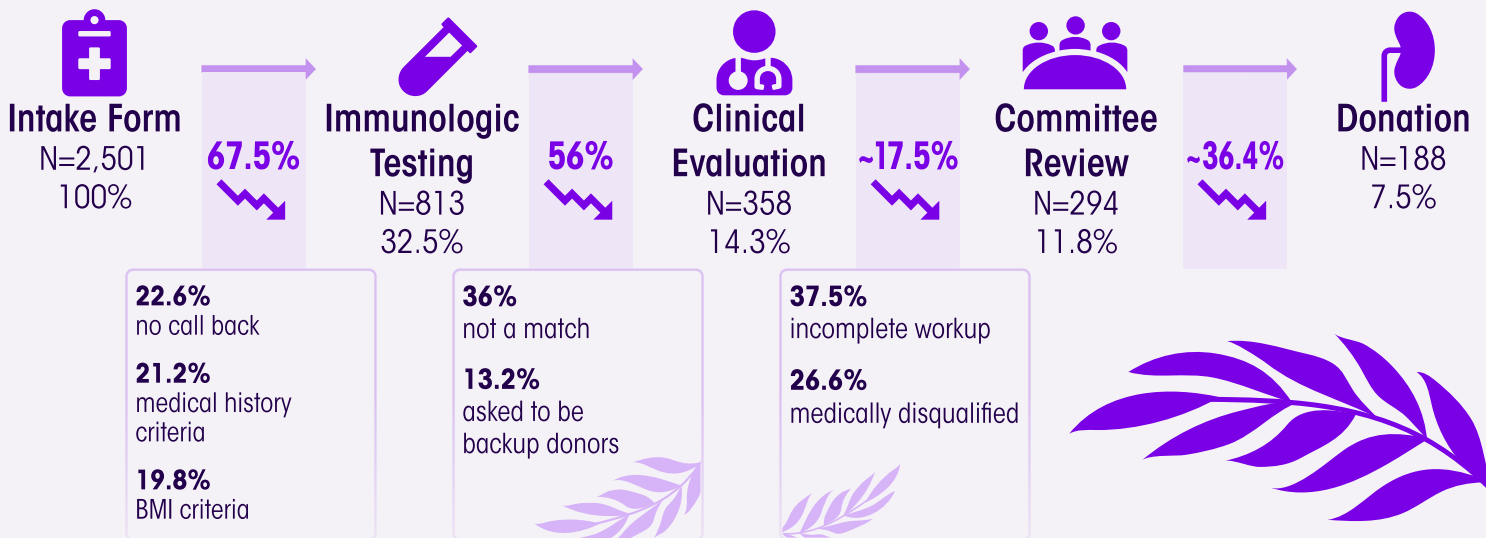 Intake Form
N=2,501
100%
67.5%
Immunologic
Testing
N=813
32.5%
56%
Clinical
Evaluation
N=358
14.3%
~17.5%
Committee
Review
N=294
11.8%
~36.4%
Donation
N=188
7.5%
22.6%
no call back
21.2%
medical history
criteria
19.8%
BMI criteria
36%
not a match
13.2%
asked to be
backup donors
37.5%
incomplete workup
26.6%
medically disqualified